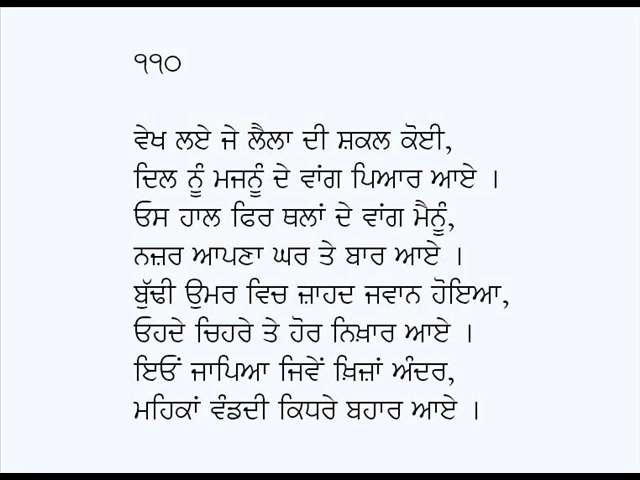 ੧੧੦
ਵੇਖ ਲਏ ਜੇ ਲੈਲਾ ਦੀ ਸ਼ਕਲ ਕੋਈ,
ਦਿਲ ਨੂੰ ਮਜਨੂੰ ਦੇ ਵਾਂਗ ਪਿਆਰ ਆਏ ।
ਓਸ ਹਾਲ ਫਿਰ ਥਲਾਂ ਦੇ ਵਾਂਗ ਮੈਨੂੰ,
ਨਜ਼ਰ ਆਪਣਾ ਘਰ ਤੇ ਬਾਰ ਆਏ ।
ਬੁੱਢੀ ਉਮਰ ਵਿਚ ਜ਼ਾਹਦ ਜਵਾਨ ਹੋਇਆ,
ਓਹਦੇ ਚਿਹਰੇ ਤੇ ਹੋਰ ਨਿਖ਼ਾਰ ਆਏ ।
ਇਓਂ ਜਾਪਿਆ ਜਿਵੇਂ ਖ਼ਿਜ਼ਾਂ ਅੰਦਰ,
ਮਹਿਕਾਂ ਵੰਡਦੀ ਕਿਧਰੇ ਬਹਾਰ ਆਏ ।